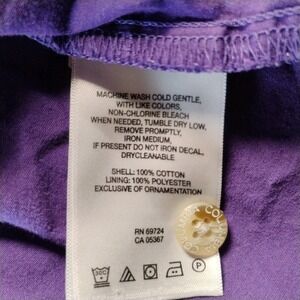 MACHINE WASH COLD GENTLE,
WITH LIKE COLORS,
NON-CHLORINE BLEACH
WHEN NEEDED, TUMBLE DRY LOW,
REMOVE PROMPTLY,
IRON MEDIUM,
IF PRESENT DO NOT IRON DECAL,
DRYCLEANABLE
SHELL: 100% COTTON
LINING: 100% POLYESTER
EXCLUSIVE OF ORNAMENTATION
RN 69724
CA 05367
P